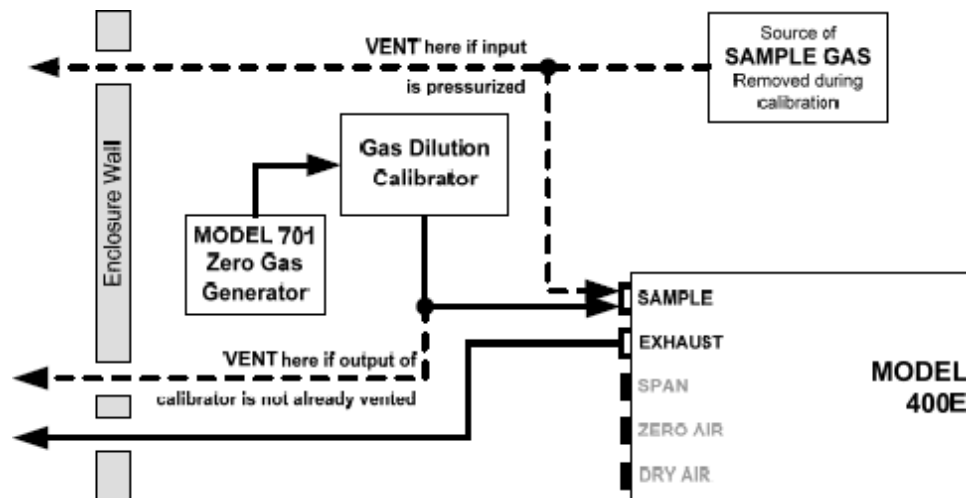 VENT here if input
is pressurized
Source of
SAMPLE GAS
Removed during
calibration
Enclosure Wall
Gas Dilution
Calibrator
MODEL 701
Zero Gas
Generator
SAMPLE
EXHAUST
SPAN
ZERO AIR
DRY AIR
MODEL
400E
VENT here if output of
calibrator is not already vented